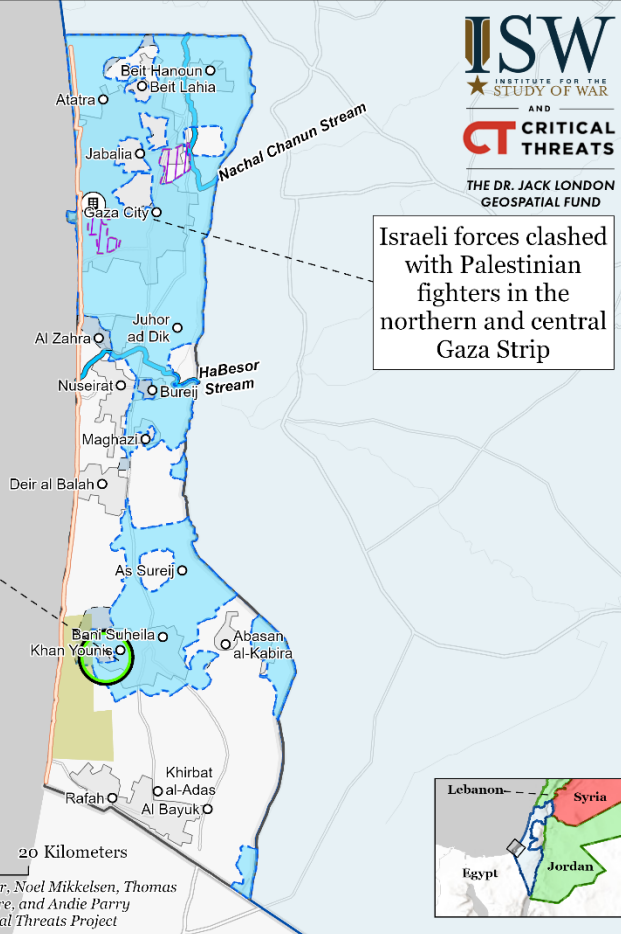 ISW
INSTITUTE FOR THE
STUDY OF WAR
AND
CT CRITICAL
THREATS
THE DR. JACK LONDON
GEOSPATIAL FUND
Beit Hanoun
Beit Lahia
Atatra
Nachal Chanun Stream
Jabalia
Gaza City
Israeli forces clashed
with Palestinian
fighters in the
northern and central
Gaza Strip
Juhor
ad Dik
Al Zahra
HaBesor
Stream
Nuseirat
Bureij
Maghazi
Deir al Balah
As Sureij
Bani Suheila
Khan Younis
Abasan
al-Kabira
Khirbat
al-Adas
Rafah
Al Bayuk
Lebanon
Syria
Egypt
Jordan
20 Kilometers
r, Noel Mikkelsen, Thomas
re, and Andie Parry
al Threats Project